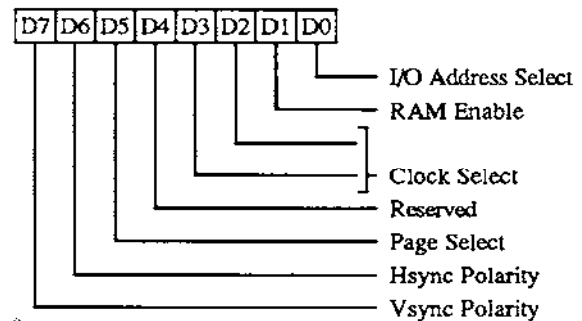 D7 D6 D5 D4 D3 D2 D1 D0
I/O Address Select
RAM Enable
Clock Select
Reserved
Page Select
Hsync Polarity
Vsync Polarity